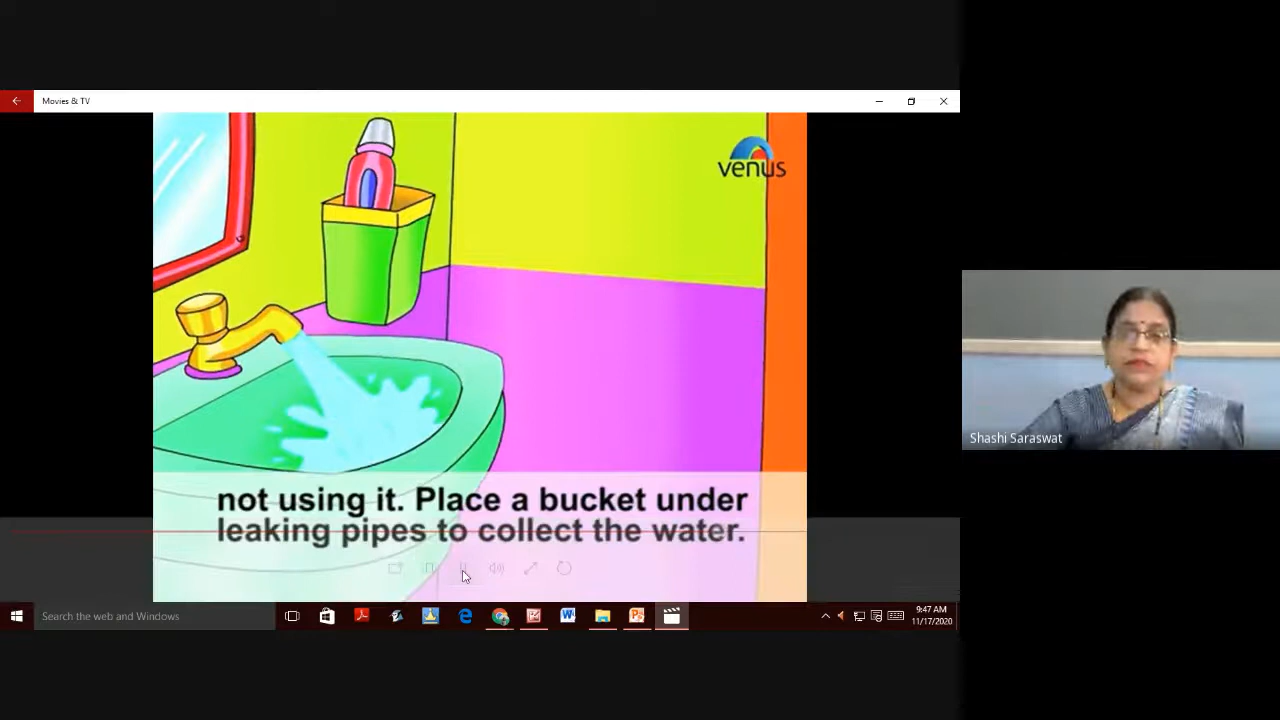 Movies & TV
venus
not using it. Place a bucket under
leaking pipes to collect the water.
Shashi Saraswat
Search the web and Windows
9:47 AM
11/17/2020